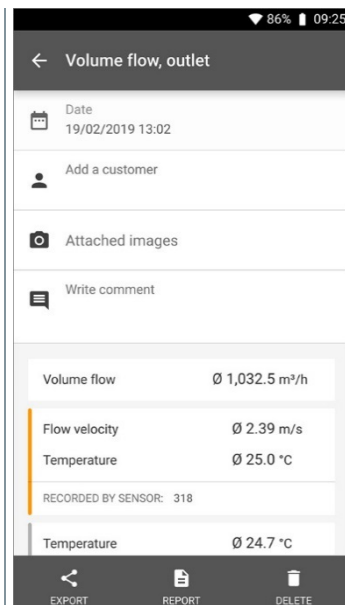 86% 09:25
Volume flow, outlet
Date
19/02/2019 13:02
Add a customer
Attached images
Write comment
Volume flow Ø 1,032.5 m³/h
Flow velocity Ø 2.39 m/s
Temperature Ø 25.0 °C
RECORDED BY SENSOR: 318
Temperature Ø 24.7 °C
EXPORT REPORT DELETE